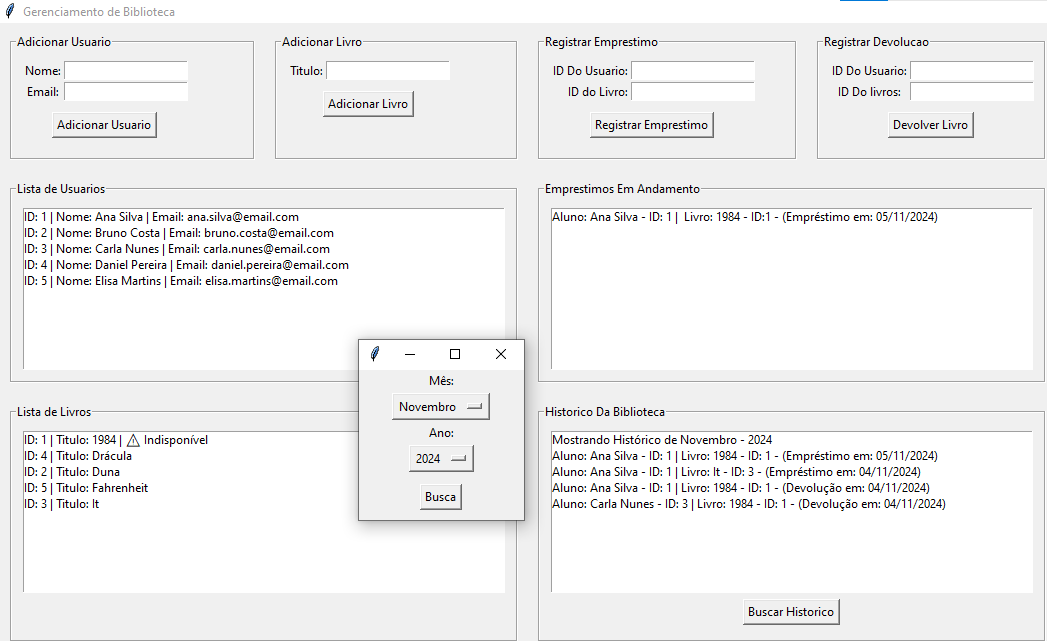 Gerenciamento de Biblioteca
Adicionar Usuario
Nome:
Email:
Adicionar Usuario
Adicionar Livro
Titulo:
Adicionar Livro
Registrar Emprestimo
ID Do Usuario:
ID do Livro:
Registrar Emprestimo
Registrar Devolucao
ID Do Usuario:
ID Do livros:
Devolver Livro
Lista de Usuarios
ID: 1 | Nome: Ana Silva | Email: ana.silva@email.com
ID: 2 | Nome: Bruno Costa | Email: bruno.costa@email.com
ID: 3 | Nome: Carla Nunes | Email: carla.nunes@email.com
ID: 4 | Nome: Daniel Pereira | Email: daniel.pereira@email.com
ID: 5 | Nome: Elisa Martins | Email: elisa.martins@email.com
Emprestimos Em Andamento
Aluno: Ana Silva - ID: 1 |  Livro: 1984 - ID:1 - (Empréstimo em: 05/11/2024)
Mês:
Novembro
Ano:
2024
Busca
Lista de Livros
ID: 1 | Titulo: 1984 | ⚠ Indisponível
ID: 4 | Titulo: Drácula
ID: 2 | Titulo: Duna
ID: 5 | Titulo: Fahrenheit
ID: 3 | Titulo: It
Historico Da Biblioteca
Mostrando Histórico de Novembro - 2024
Aluno: Ana Silva - ID: 1 | Livro: 1984 - ID: 1 - (Empréstimo em: 05/11/2024)
Aluno: Ana Silva - ID: 1 | Livro: It - ID: 3 - (Empréstimo em: 04/11/2024)
Aluno: Ana Silva - ID: 1 | Livro: 1984 - ID: 1 - (Devolução em: 04/11/2024)
Aluno: Carla Nunes - ID: 3 | Livro: 1984 - ID: 1 - (Devolução em: 04/11/2024)
Buscar Historico